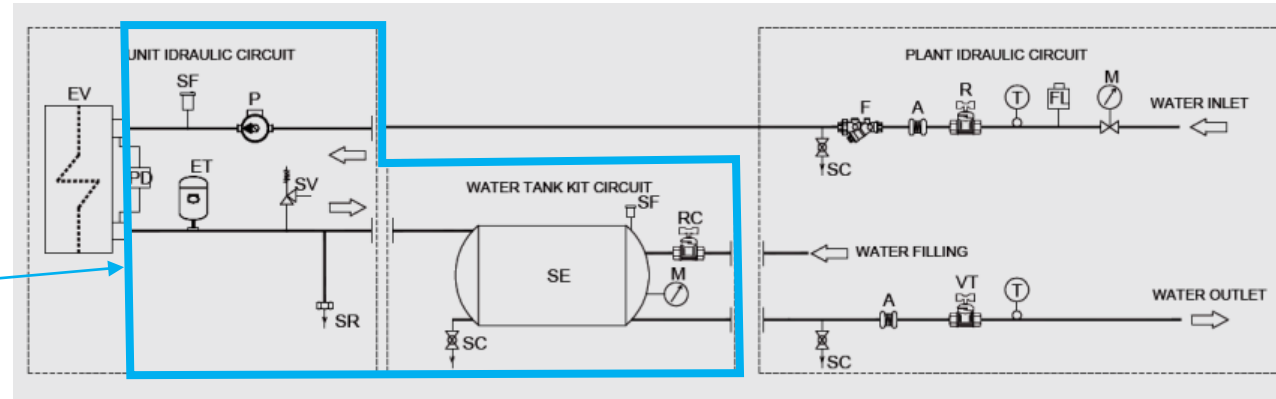 UNIT IDRAULIC CIRCUIT
PLANT IDRAULIC CIRCUIT
EV
SF
P
F
A
R
T
FL
M
WATER INLET
SC
PD
ET
SV
WATER TANK KIT CIRCUIT
SF
RC
WATER FILLING
SE
M
SR
SC
A
VT
T
WATER OUTLET
SC